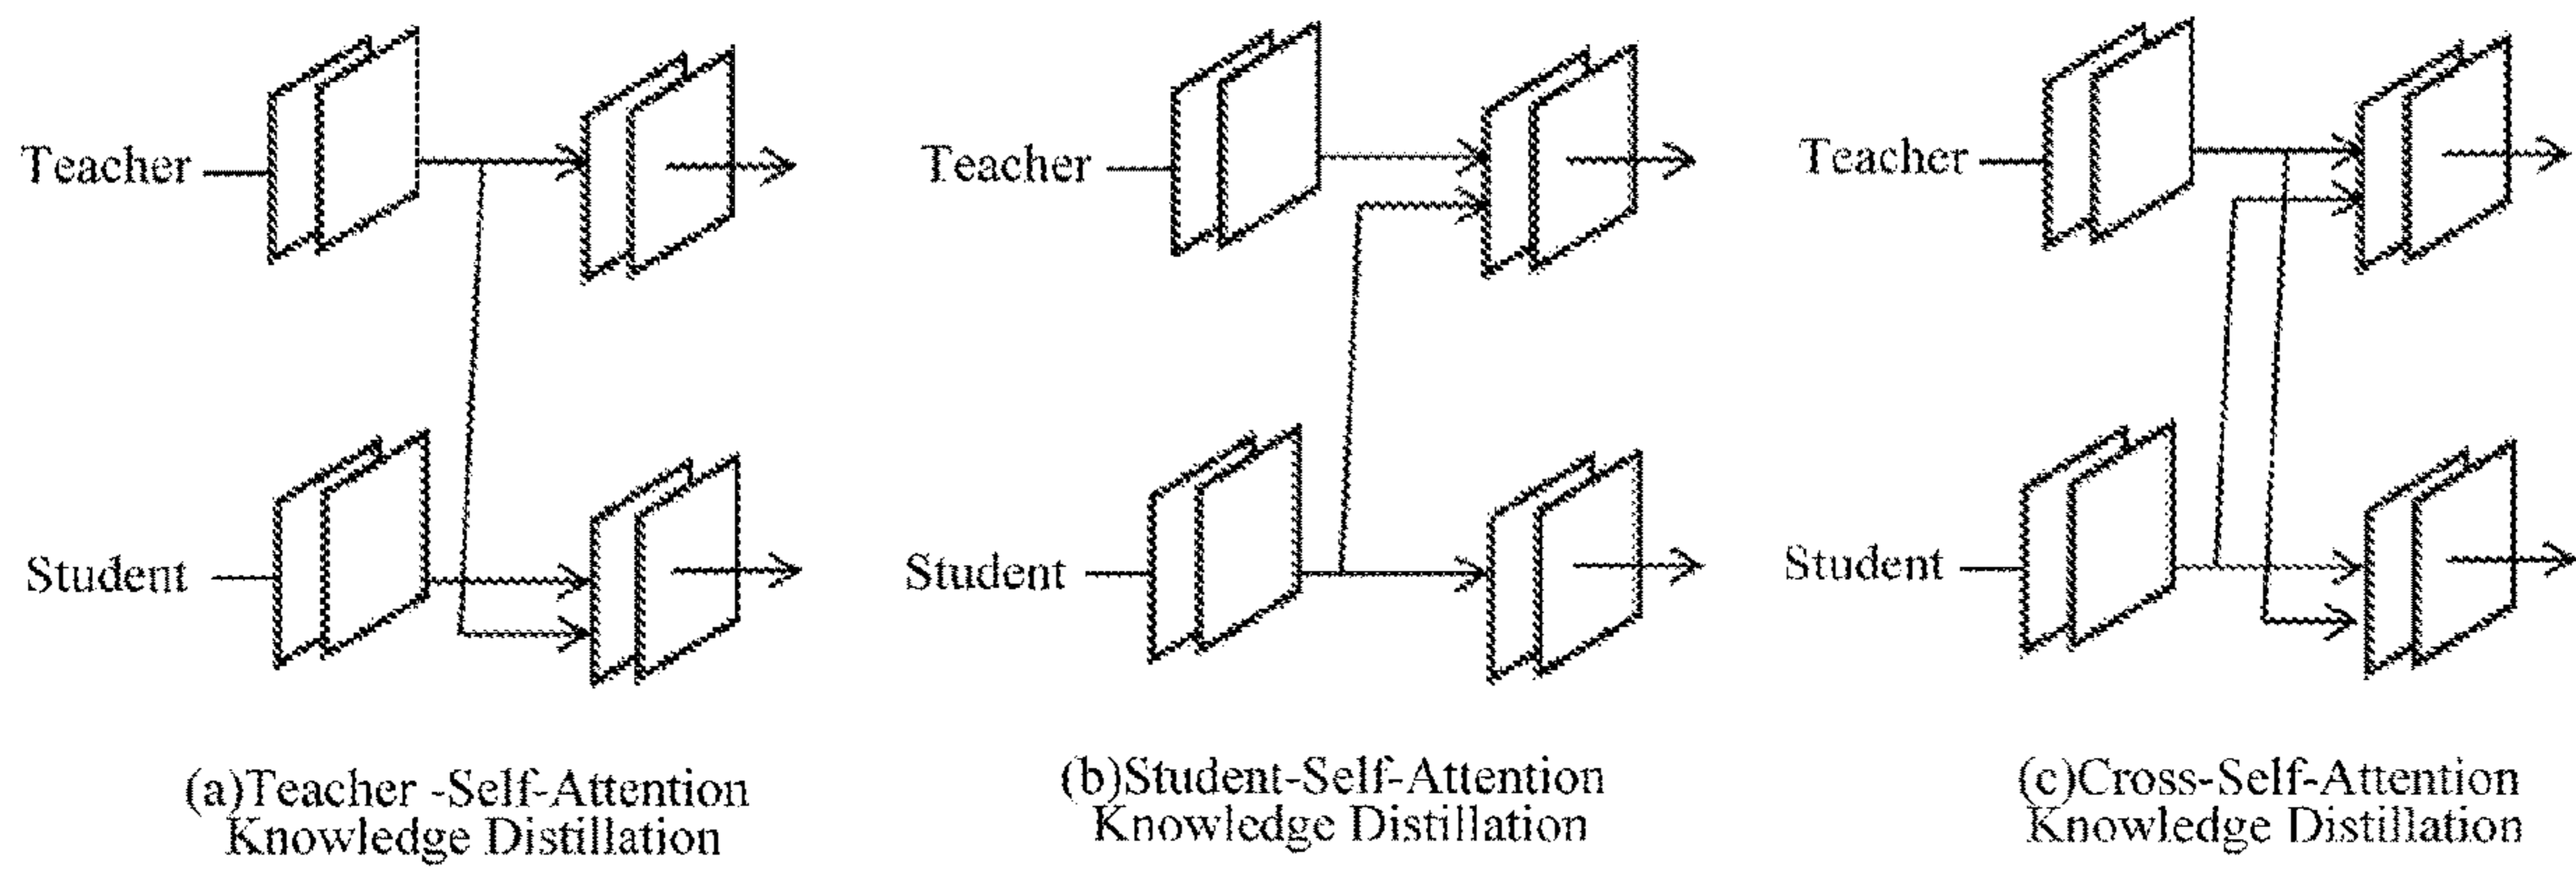 Teacher
Student
(a)Teacher -Self-Attention
Knowledge Distillation
Teacher
Student
(b)Student-Self-Attention
Knowledge Distillation
Teacher
Student
(c)Cross-Self-Attention
Knowledge Distillation